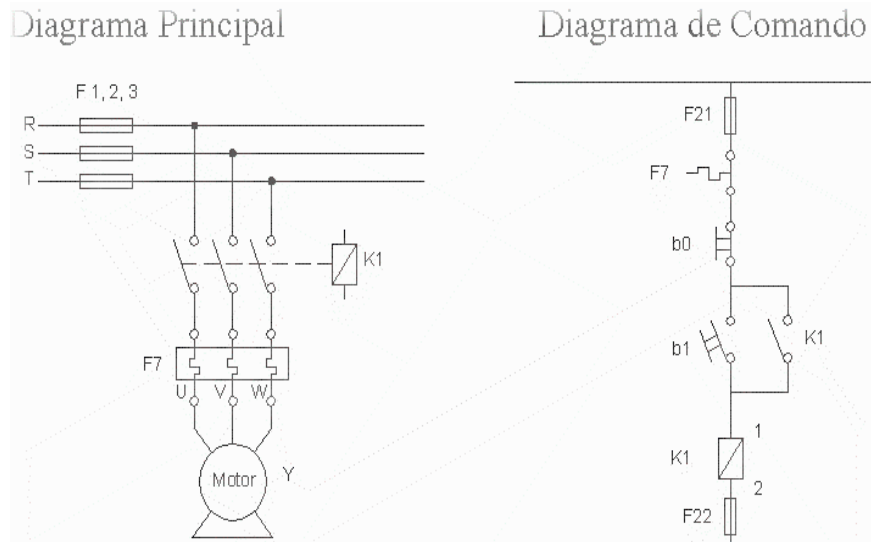 Diagrama Principal
Diagrama de Comando
F 1, 2, 3
R
S
T
K1
F7
U V W
Motor Y
F21
F7
b0
b1
K1
1
K1
2
F22